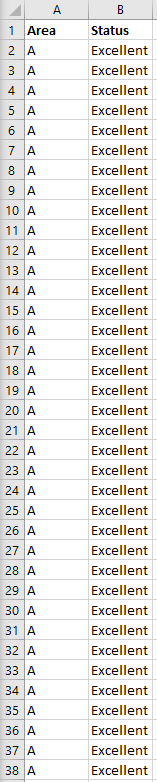 A B
1 Area Status
2 A Excellent
3 A Excellent
4 A Excellent
5 A Excellent
6 A Excellent
7 A Excellent
8 A Excellent
9 A Excellent
10 A Excellent
11 A Excellent
12 A Excellent
13 A Excellent
14 A Excellent
15 A Excellent
16 A Excellent
17 A Excellent
18 A Excellent
19 A Excellent
20 A Excellent
21 A Excellent
22 A Excellent
23 A Excellent
24 A Excellent
25 A Excellent
26 A Excellent
27 A Excellent
28 A Excellent
29 A Excellent
30 A Excellent
31 A Excellent
32 A Excellent
33 A Excellent
34 A Excellent
35 A Excellent
36 A Excellent
37 A Excellent
38 A Excellent